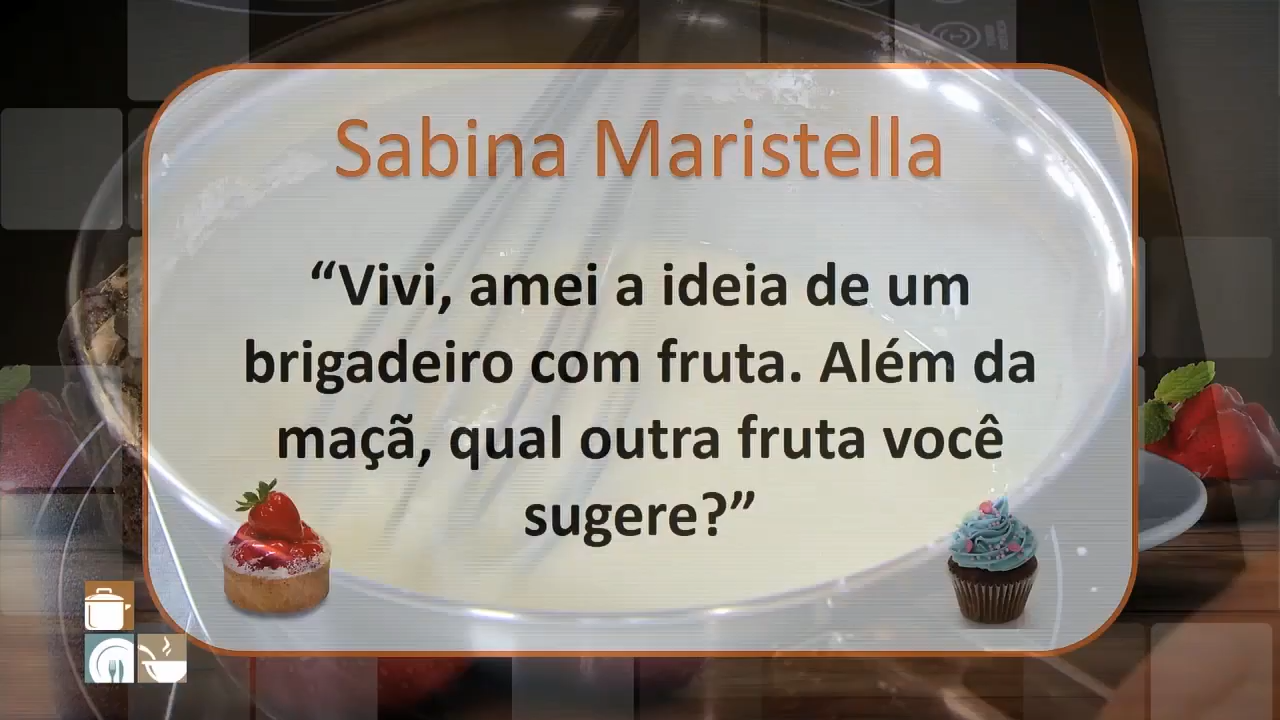 Sabina Maristella
“Vivi, amei a ideia de um
brigadeiro com fruta. Além da
maçã, qual outra fruta você
sugere?”